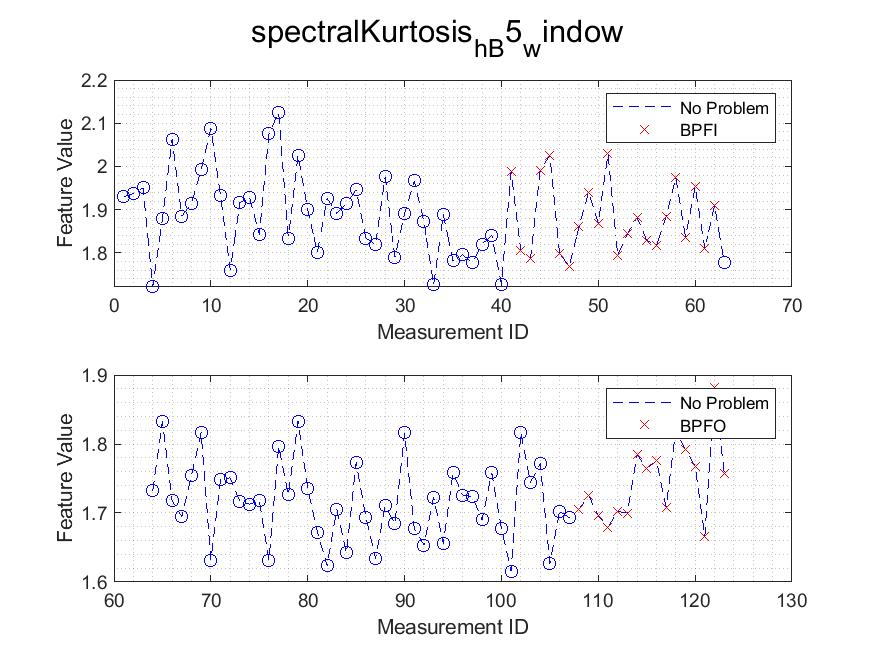 spectralKurtosis_hB5_window
2.2
2.1
2
1.9
1.8
Feature Value
No Problem
BPFI
0 10 20 30 40 50 60 70
Measurement ID
1.9
1.8
1.7
1.6
Feature Value
No Problem
BPFO
60 70 80 90 100 110 120 130
Measurement ID